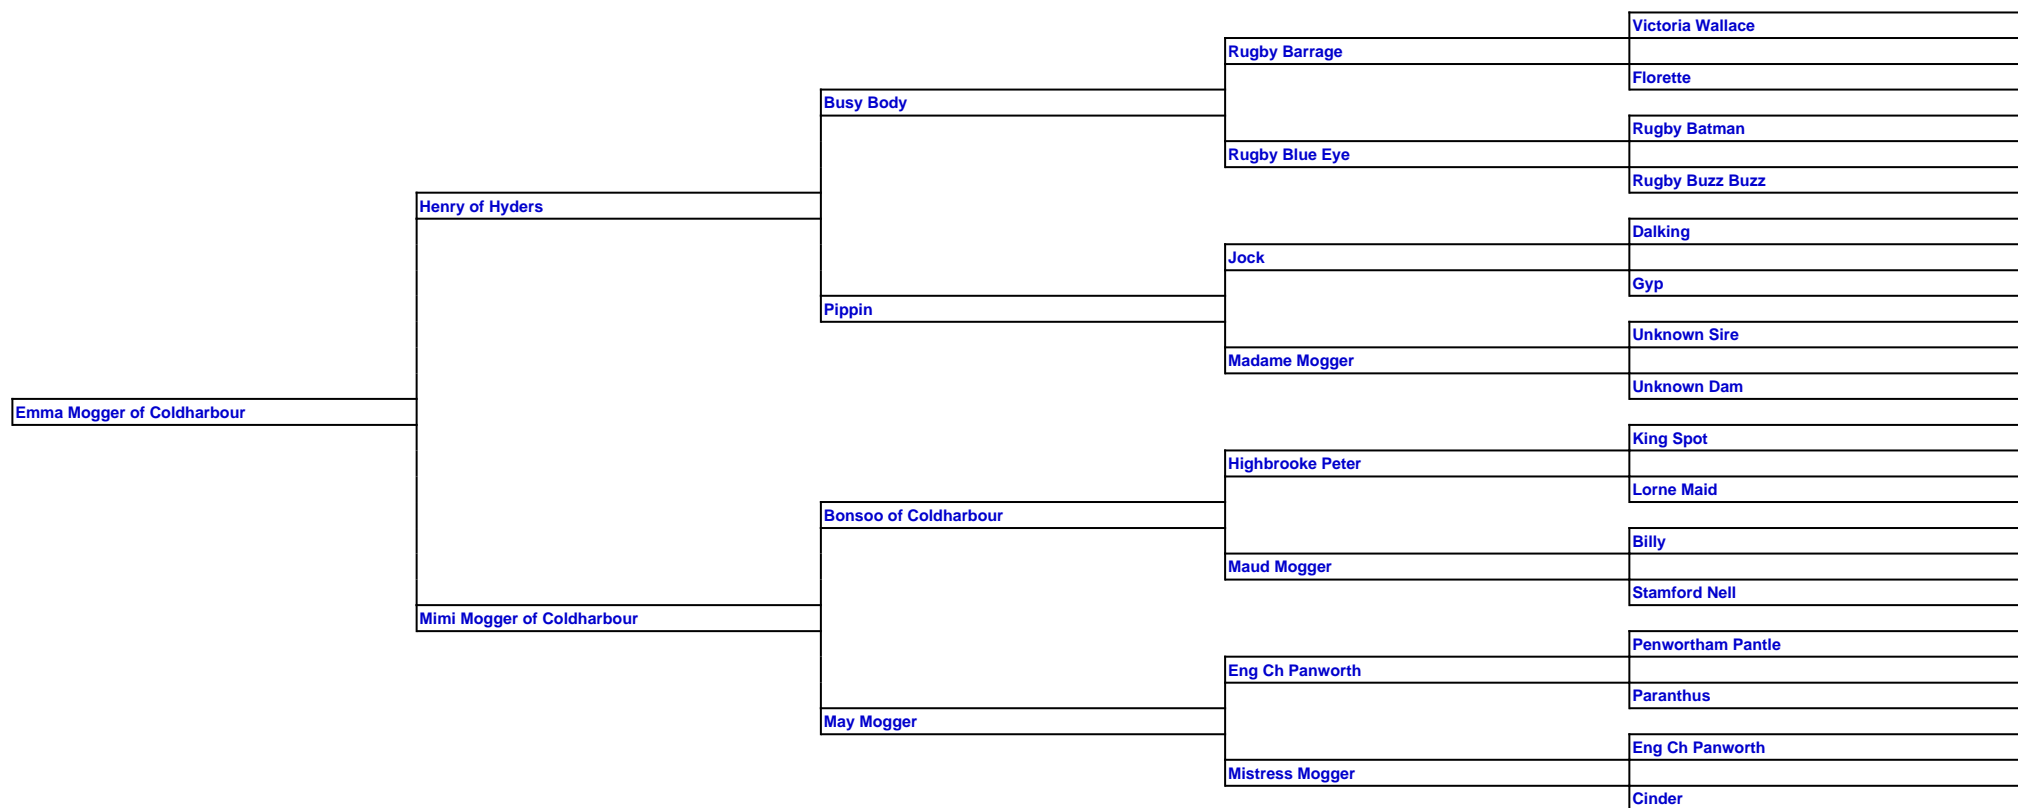 Victoria Wallace
Rugby Barrage
Florette
Busy Body
Rugby Batman
Rugby Blue Eye
Rugby Buzz Buzz
Henry of Hyders
Dalking
Jock
Gyp
Pippin
Unknown Sire
Madame Mogger
Unknown Dam
Emma Mogger of Coldharbour
King Spot
Highbrooke Peter
Lorne Maid
Bonsoo of Coldharbour
Billy
Maud Mogger
Stamford Nell
Mimi Mogger of Coldharbour
Penwortham Pantle
Eng Ch Panworth
Paranthus
May Mogger
Eng Ch Panworth
Mistress Mogger
Cinder